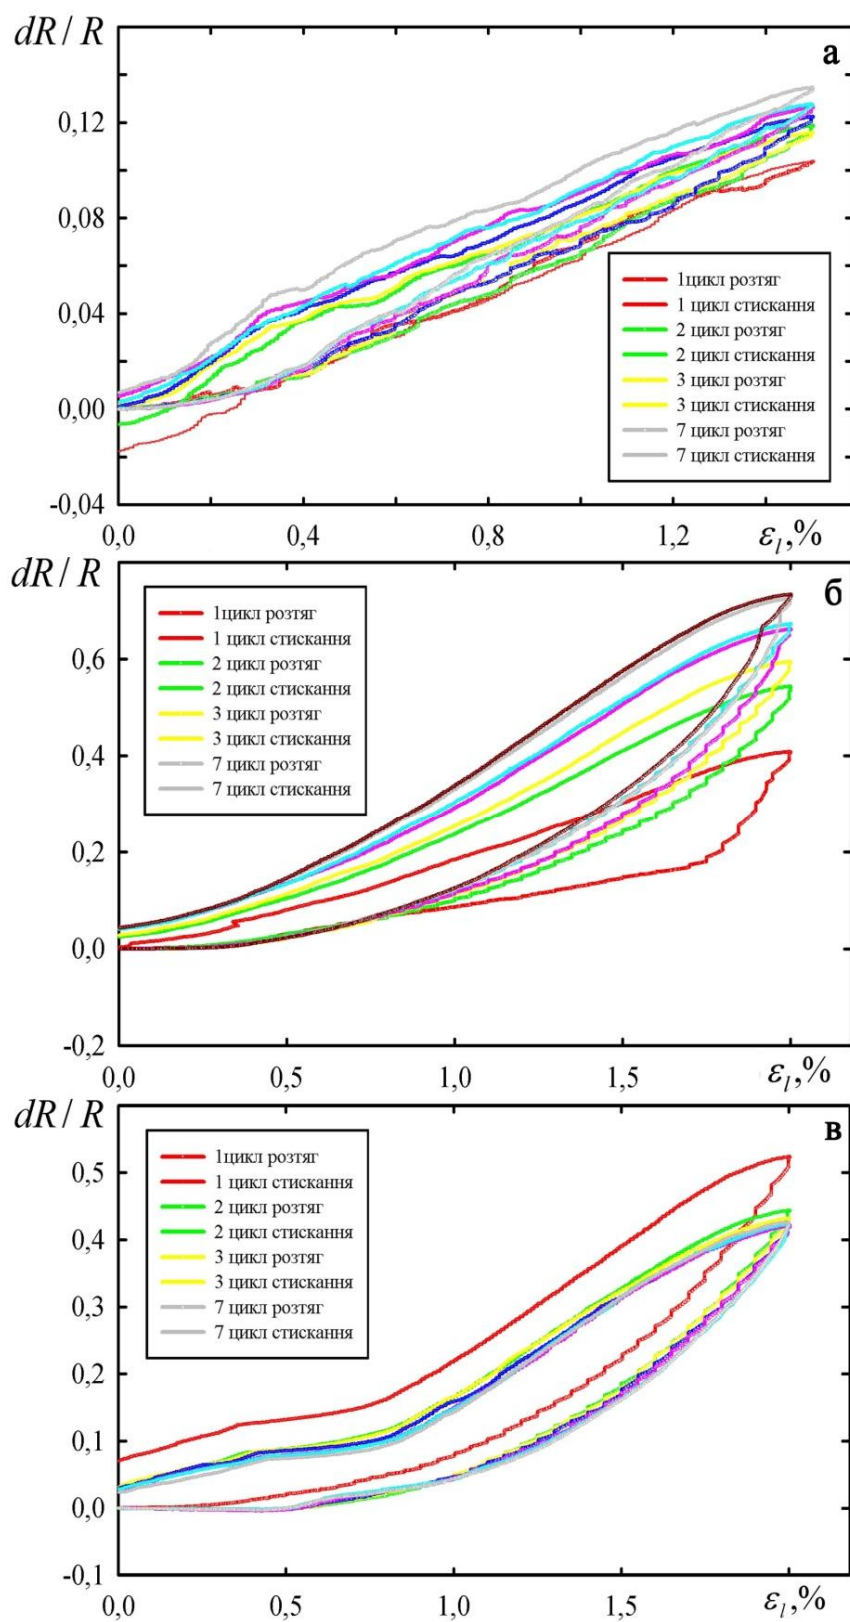 dR / R
а
0,12
0,08
0,04
0,00
-0,04
1цикл розтяг
1 цикл стискання
2 цикл розтяг
2 цикл стискання
3 цикл розтяг
3 цикл стискання
7 цикл розтяг
7 цикл стискання
0,0 0,4 0,8 1,2 εl,%
dR / R
б
1цикл розтяг
1 цикл стискання
2 цикл розтяг
2 цикл стискання
3 цикл розтяг
3 цикл стискання
7 цикл розтяг
7 цикл стискання
0,6
0,4
0,2
0,0
-0,2
0,0 0,5 1,0 1,5 εl,%
dR / R
в
1цикл розтяг
1 цикл стискання
2 цикл розтяг
2 цикл стискання
3 цикл розтяг
3 цикл стискання
7 цикл розтяг
7 цикл стискання
0,5
0,4
0,3
0,2
0,1
0,0
-0,1
0,0 0,5 1,0 1,5 εl,%